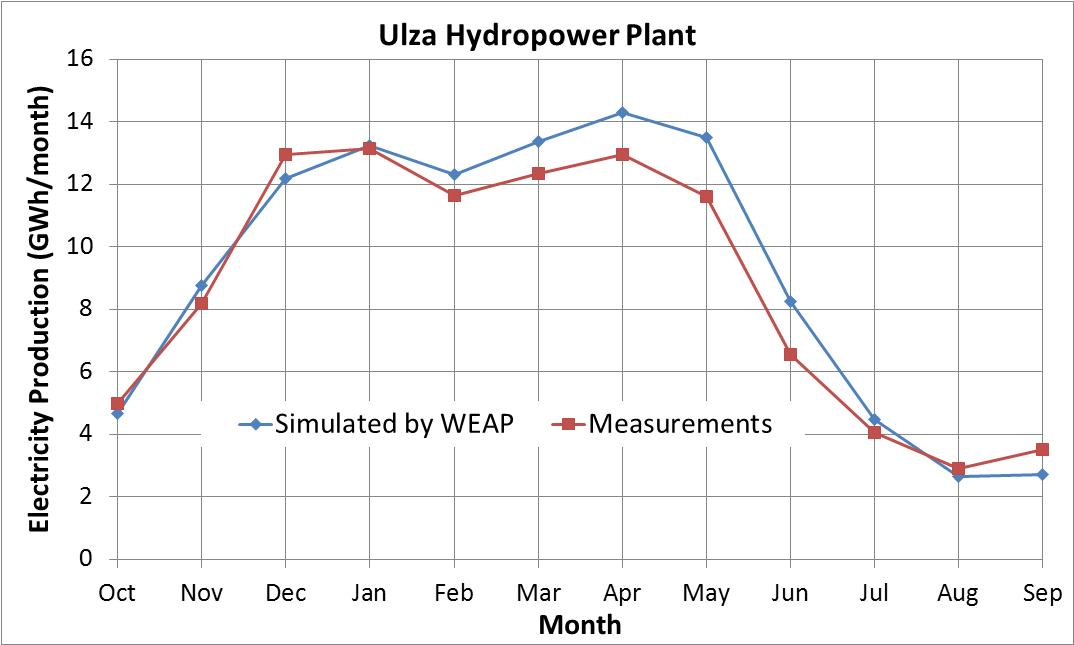 Ulza Hydropower Plant
Electricity Production (GWh/month)
16
14
12
10
8
6
4
2
0
Simulated by WEAP Measurements
Oct Nov Dec Jan Feb Mar Apr May Jun Jul Aug Sep
Month